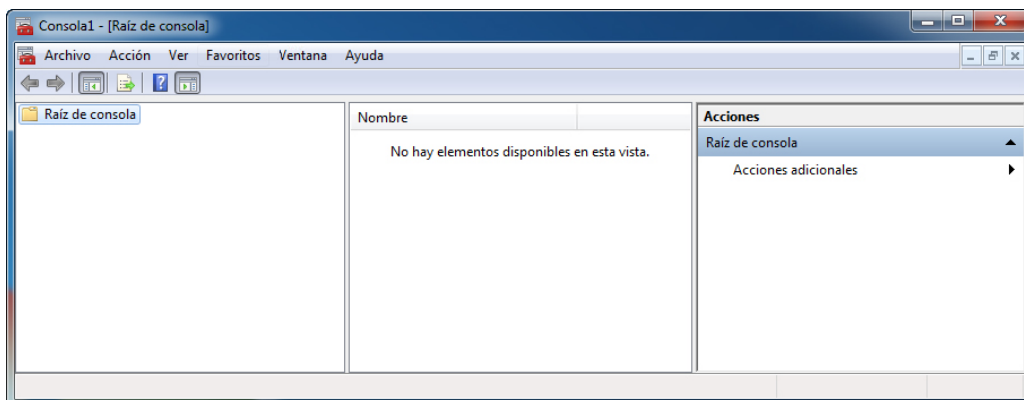 Consola1 - [Raíz de consola]
Archivo Acción Ver Favoritos Ventana Ayuda
Raíz de consola
Nombre
No hay elementos disponibles en esta vista.
Acciones
Raíz de consola
Acciones adicionales